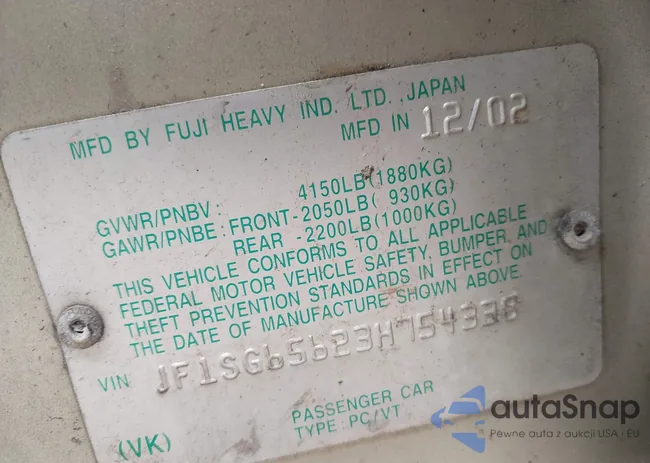 MFD BY FUJI HEAVY IND. LTD., JAPAN
MFD IN 12/02
GVWR/PNBV : 4150LB(1880KG)
GAWR/PNBE : FRONT-2050LB( 930KG)
REAR -2200LB(1000KG)
THIS VEHICLE CONFORMS TO ALL APPLICABLE
FEDERAL MOTOR VEHICLE SAFETY, BUMPER, AND
THEFT PREVENTION STANDARDS IN EFFECT ON
THE DATE OF MANUFACTURE SHOWN ABOVE.
VIN JF1SG65623H754336
PASSENGER CAR
TYPE PC/VT
(VK)
autaSnap
Pewne auta z aukcji USA i EU